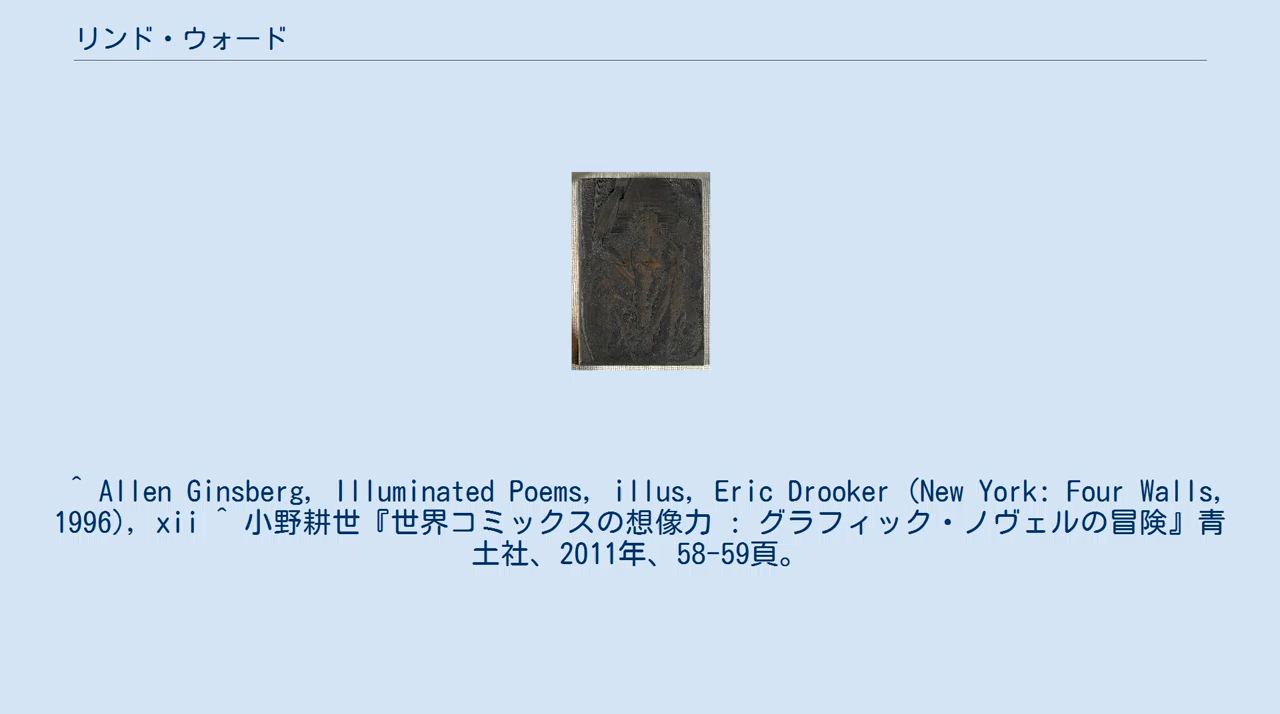 リンド・ウォード
^ Allen Ginsberg, Illuminated Poems, illus, Eric Drooker (New York: Four Walls,
1996), xii ^ 小野耕世『世界コミックスの想像力 : グラフィック・ノヴェルの冒険』青
土社、2011年、58-59頁。